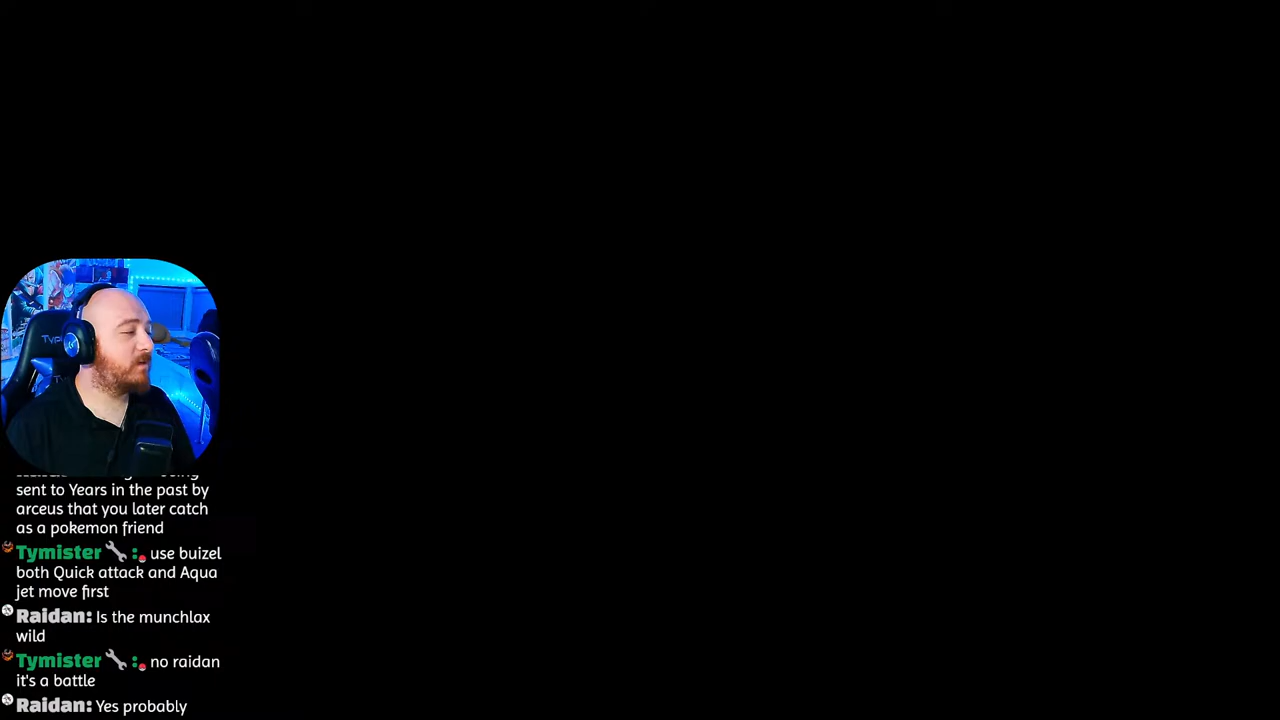 sent to Years in the past by
arceus that you later catch
as a pokemon friend
Tymister : use buizel
both Quick attack and Aqua
jet move first
Raidan: Is the munchlax
wild
Tymister : no raidan
it's a battle
Raidan: Yes probably